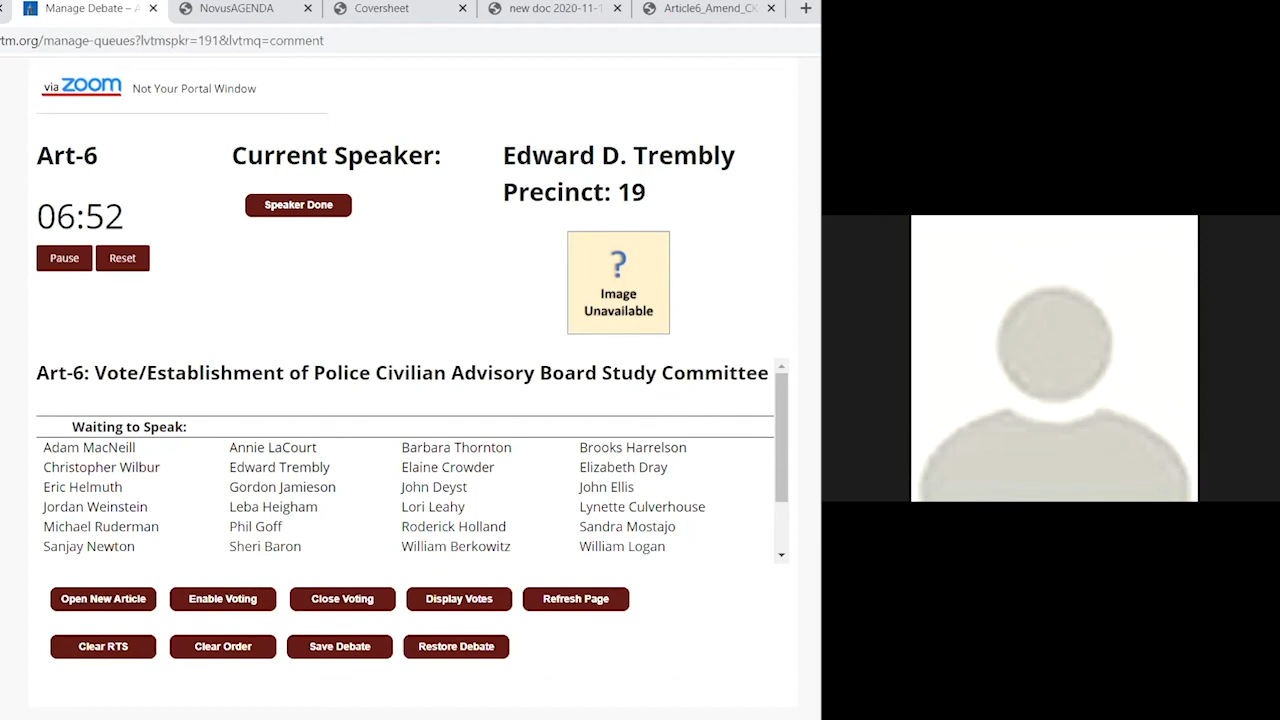 Manage Debate – A
NovusAGENDA
Coversheet
new doc 2020-11-1
Article6_Amend_CK
tm.org/manage-queues?lvtmspkr=191&lvtmq=comment
via zoom Not Your Portal Window
Art-6
Current Speaker:
Edward D. Trembly
Precinct: 19
06:52
Speaker Done
Pause Reset
?
Image
Unavailable
Art-6: Vote/Establishment of Police Civilian Advisory Board Study Committee
Waiting to Speak:
Adam MacNeill Annie LaCourt Barbara Thornton Brooks Harrelson
Christopher Wilbur Edward Trembly Elaine Crowder Elizabeth Dray
Eric Helmuth Gordon Jamieson John Deyst John Ellis
Jordan Weinstein Leba Heigham Lori Leahy Lynette Culverhouse
Michael Ruderman Phil Goff Roderick Holland Sandra Mostajo
Sanjay Newton Sheri Baron William Berkowitz William Logan
Open New Article Enable Voting Close Voting Display Votes Refresh Page
Clear RTS Clear Order Save Debate Restore Debate